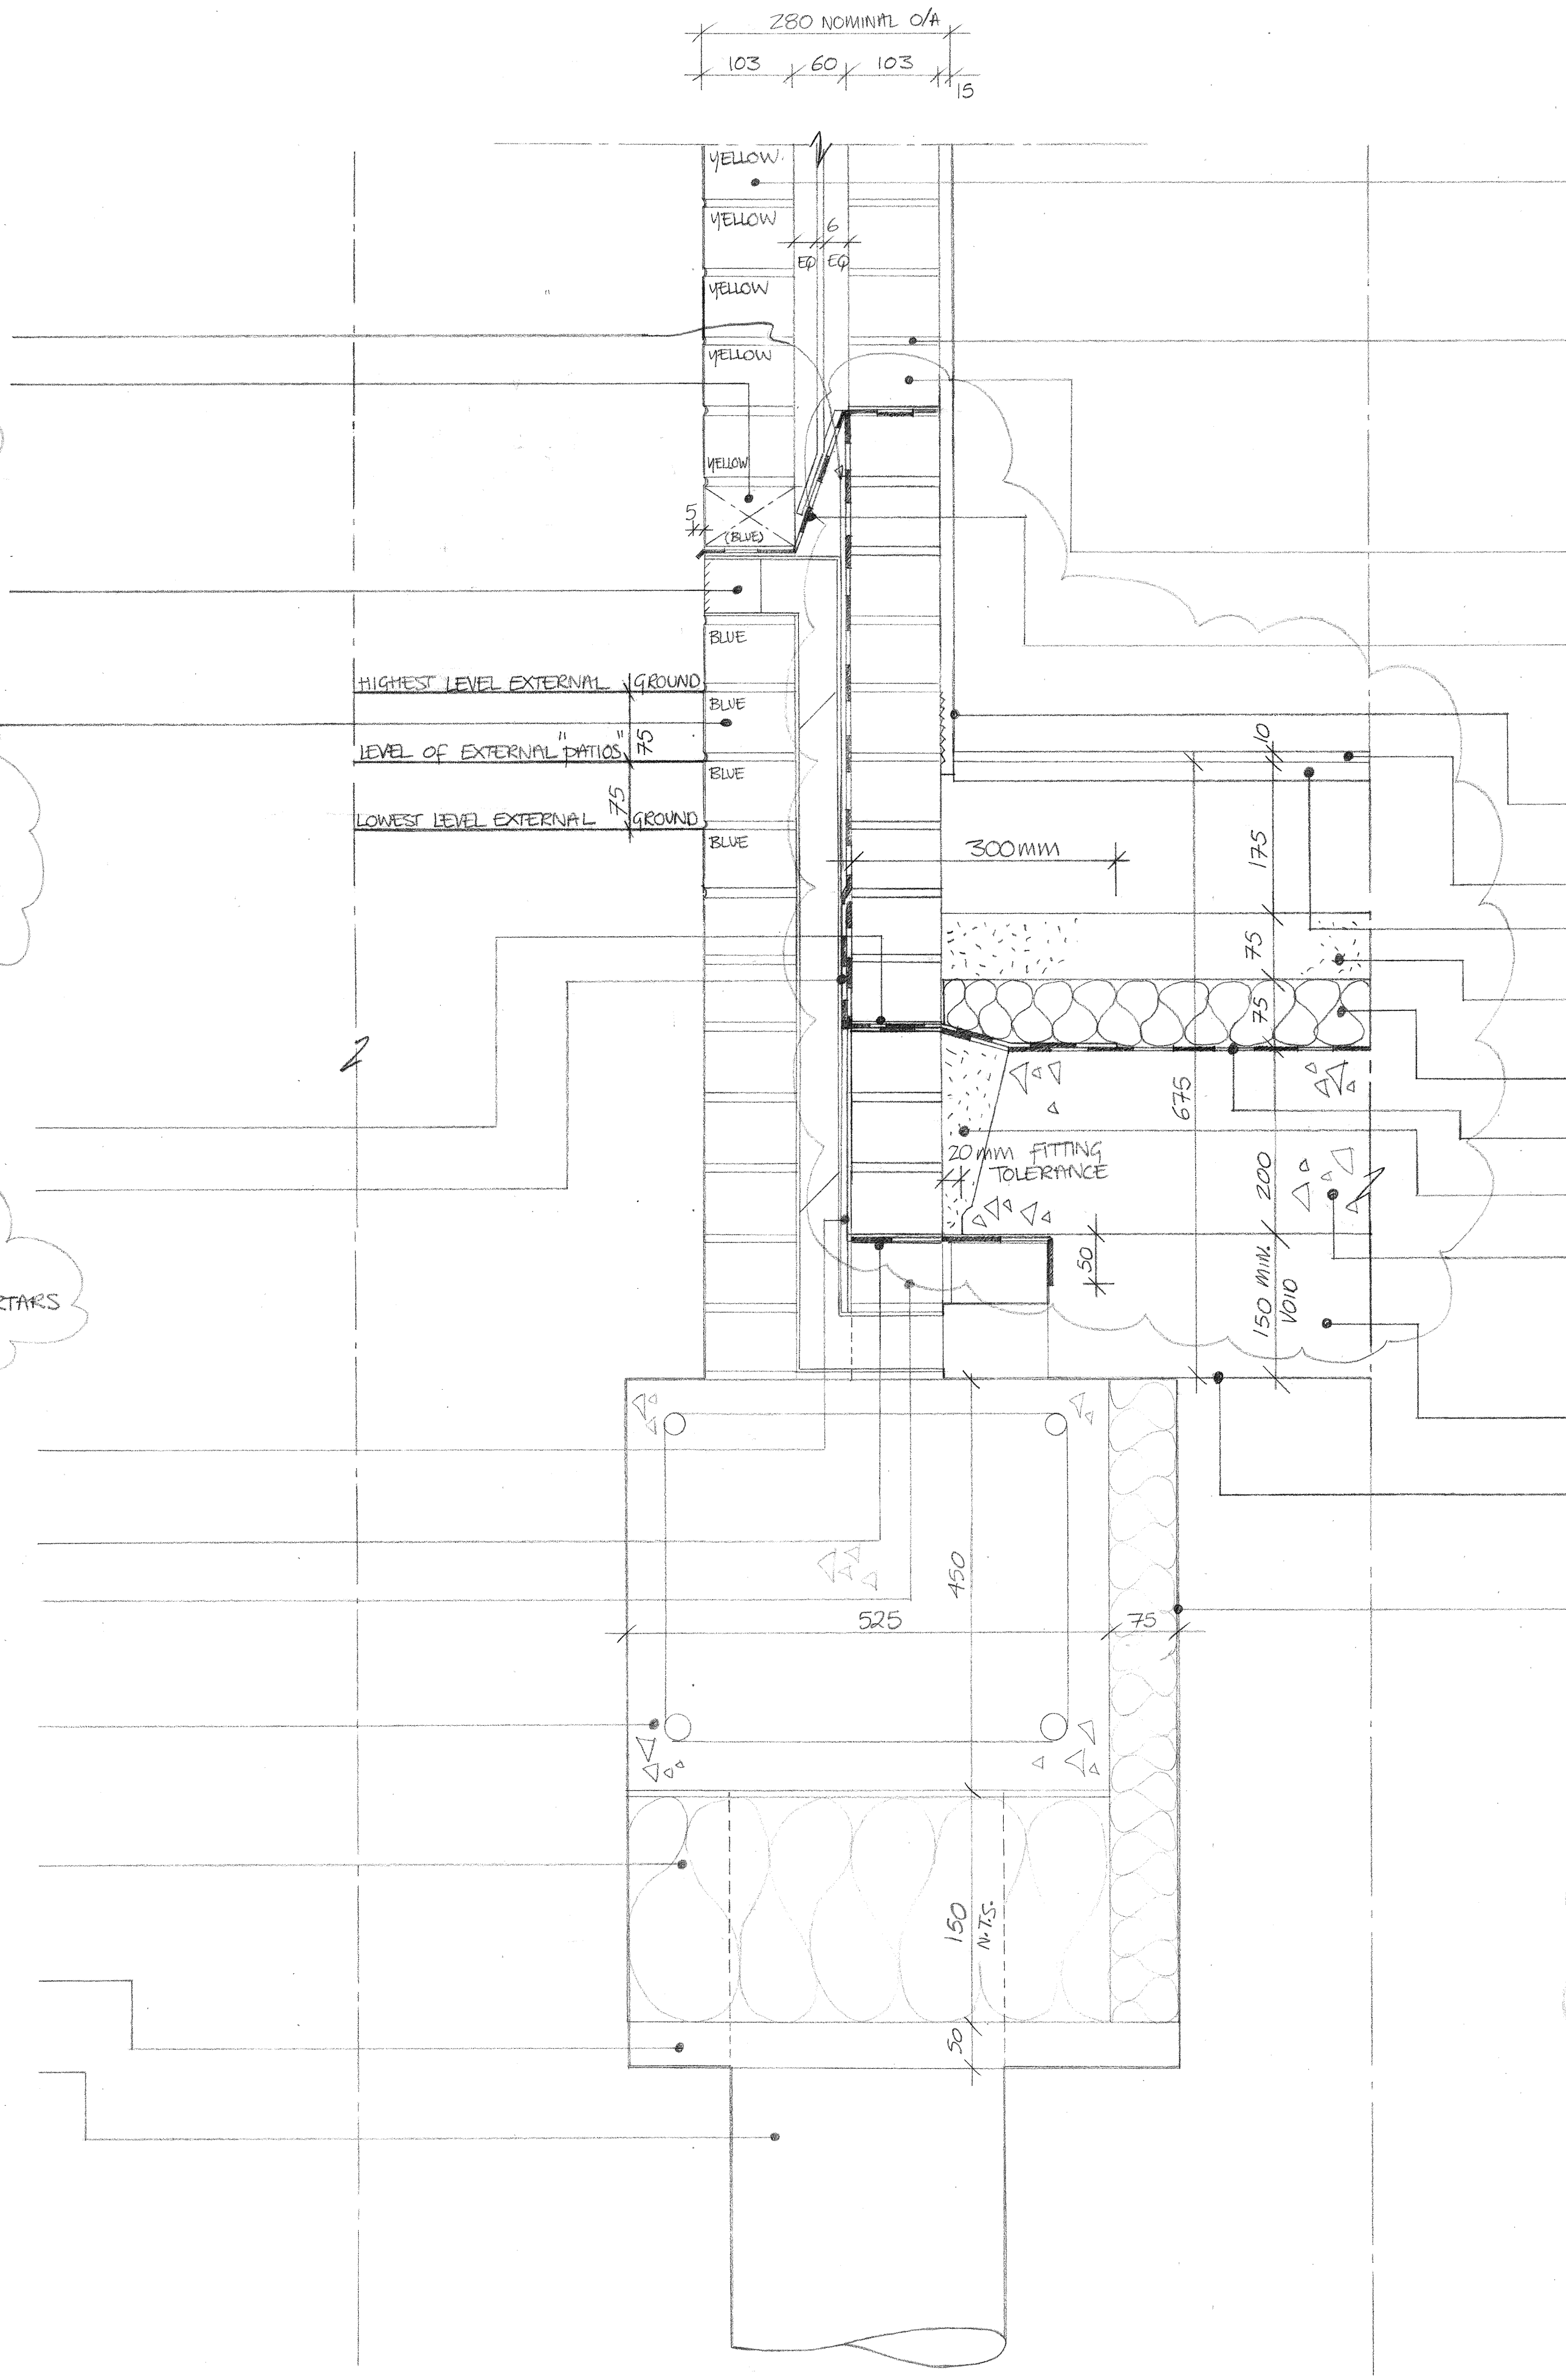 280 NOMINAL O/A
103 60 103
15
YELLOW
YELLOW
6
EQ EQ
YELLOW
YELLOW
YELLOW
5
(BLUE)
BLUE
HIGHEST LEVEL EXTERNAL GROUND
BLUE
75
10
LEVEL OF EXTERNAL "PATIOS"
BLUE
75
LOWEST LEVEL EXTERNAL GROUND
BLUE
300mm
175
75
75
675
20mm FITTING
TOLERANCE
200
50
150 MIN.
VOID
RTARS
450
525
75
150
N.T.S.
50